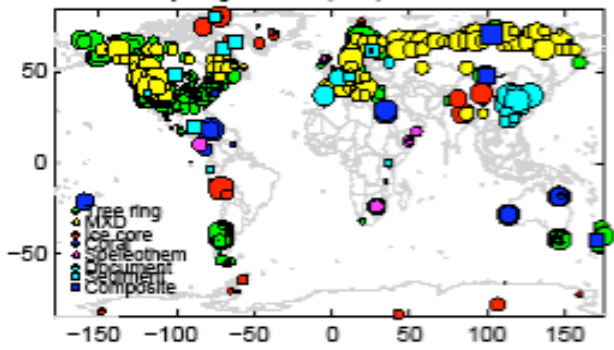 50
0
−50
Tree ring
MXD
Ice core
Coral
Speleothem
Document
Sediment
Composite
−150 −100 −50 0 50 100 150